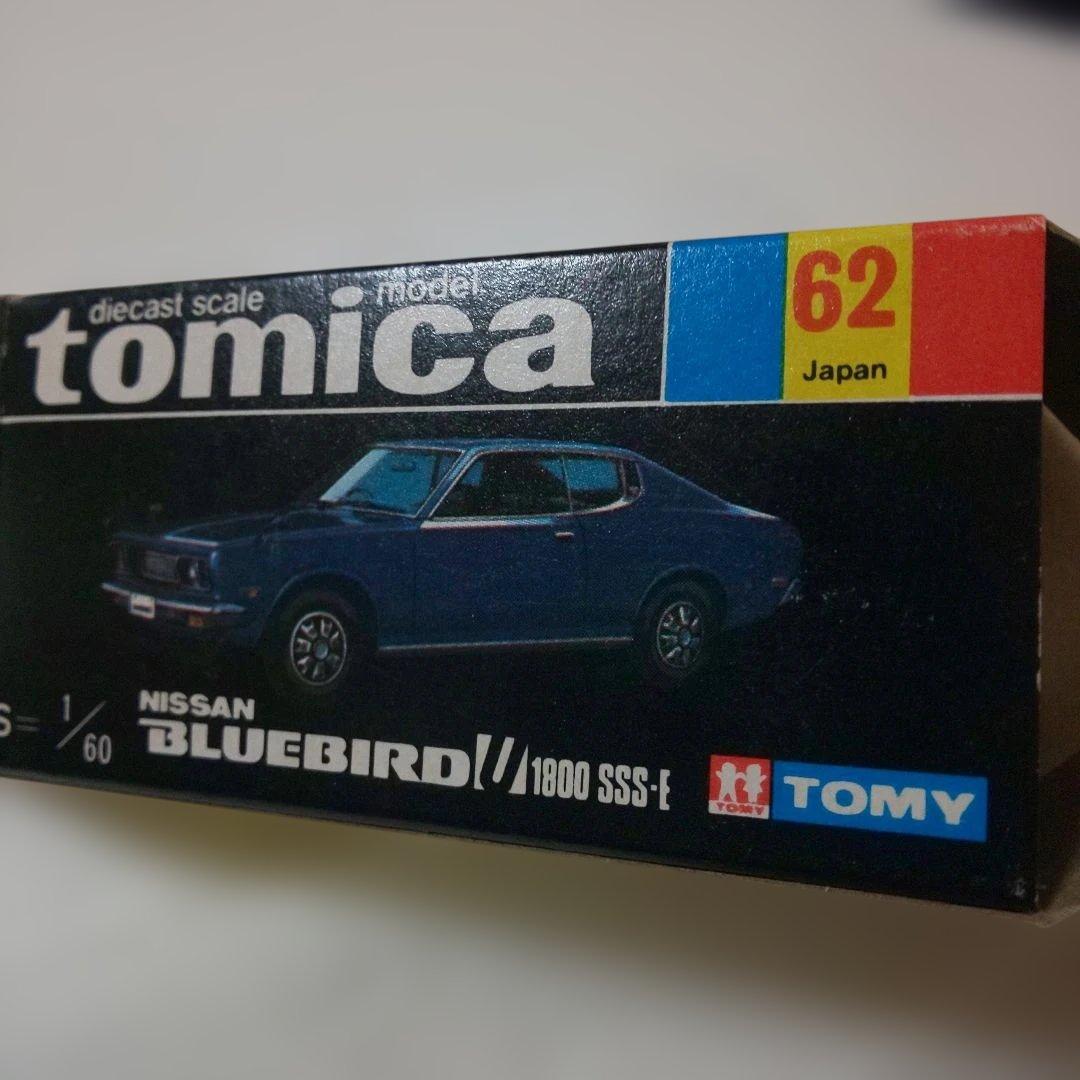 diecast scale model
tomica
62
Japan
S= 1/60
NISSAN
BLUEBIRD U 1800 SSS-E
TOMY
TOMY